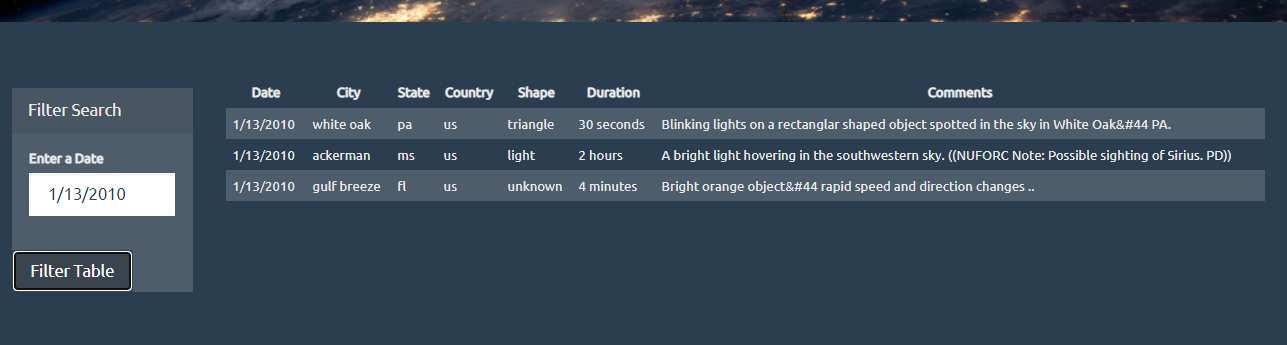 Filter Search
Enter a Date
1/13/2010
Filter Table
Date City State Country Shape Duration Comments
1/13/2010 white oak pa us triangle 30 seconds Blinking lights on a rectanglar shaped object spotted in the sky in White Oak&#44 PA.
1/13/2010 ackerman ms us light 2 hours A bright light hovering in the southwestern sky. ((NUFORC Note: Possible sighting of Sirius. PD))
1/13/2010 gulf breeze fl us unknown 4 minutes Bright orange object&#44 rapid speed and direction changes ..